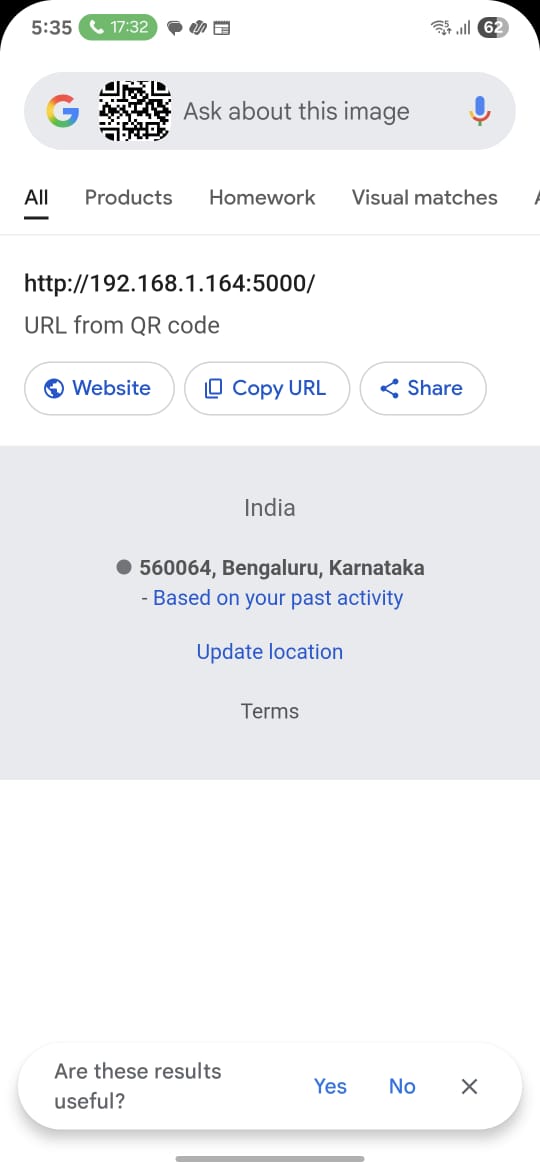 5:35 17:32 62
Ask about this image
All Products Homework Visual matches
http://192.168.1.164:5000/
URL from QR code
Website Copy URL Share
India
560064, Bengaluru, Karnataka
- Based on your past activity
Update location
Terms
Are these results
useful?
Yes No